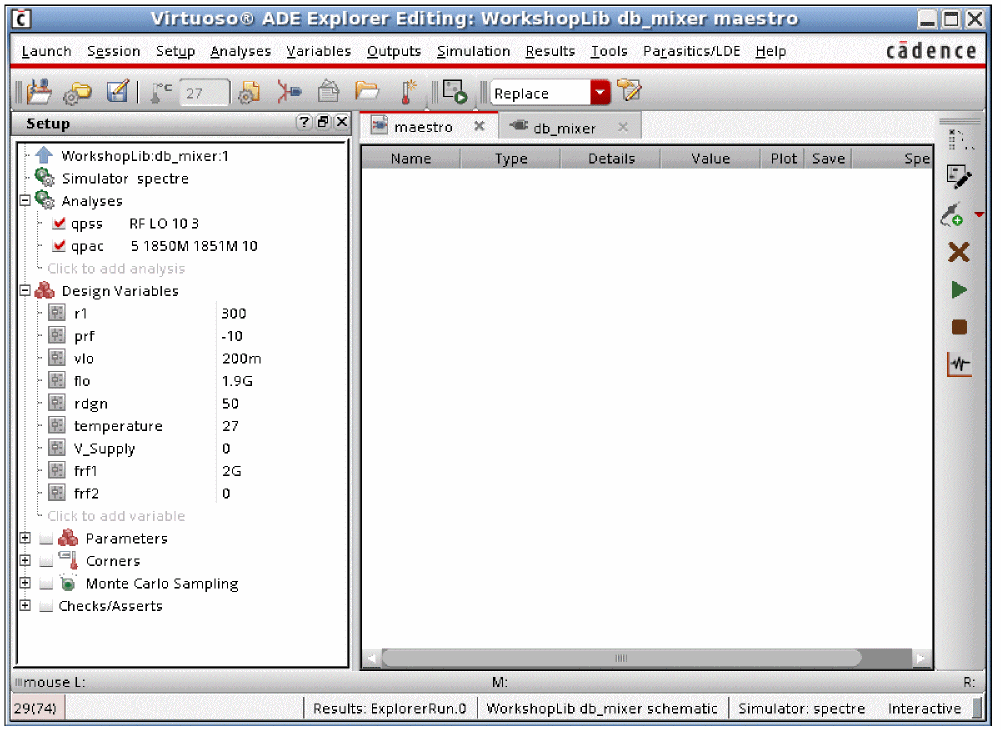 Virtuoso® ADE Explorer Editing: WorkshopLib db_mixer maestro
Launch Session Setup Analyses Variables Outputs Simulation Results Tools Parasitics/LDE Help cādence
°C 27 Replace
Setup
maestro db_mixer
Name Type Details Value Plot Save Spe
WorkshopLib:db_mixer:1
Simulator spectre
Analyses
qpss RF LO 10 3
qpac 5 1850M 1851M 10
Click to add analysis
Design Variables
r1 300
prf -10
vlo 200m
flo 1.9G
rdgn 50
temperature 27
V_Supply 0
frf1 2G
frf2 0
Click to add variable
Parameters
Corners
Monte Carlo Sampling
Checks/Asserts
mouse L: M: R:
29(74) Results: ExplorerRun.0 WorkshopLib db_mixer schematic Simulator: spectre Interactive